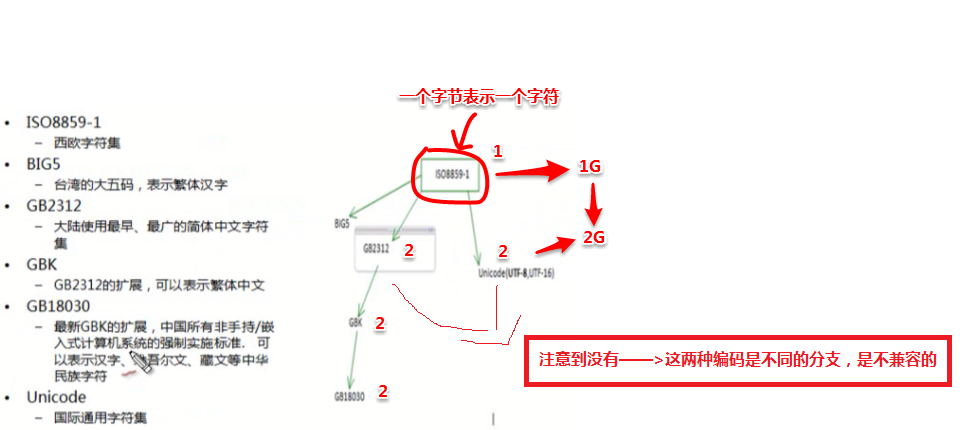 一个字节表示一个字符
ISO8859-1
西欧字符集
BIG5
台湾的大五码，表示繁体汉字
GB2312
大陆使用最早、最广的简体中文字符
集
GBK
GB2312的扩展，可以表示繁体中文
GB18030
最新GBK的扩展，中国所有非手持/嵌
入式计算机系统的强制实施标准. 可
以表示汉字、吾尔文、藏文等中华
民族字符
Unicode
国际通用字符集
ISO8859-1
1
1G
BIG5
GB2312
2
2
2G
Unicode(UTF-8,UTF-16)
GBK
2
GB18030
2
注意到没有——>这两种编码是不同的分支，是不兼容的